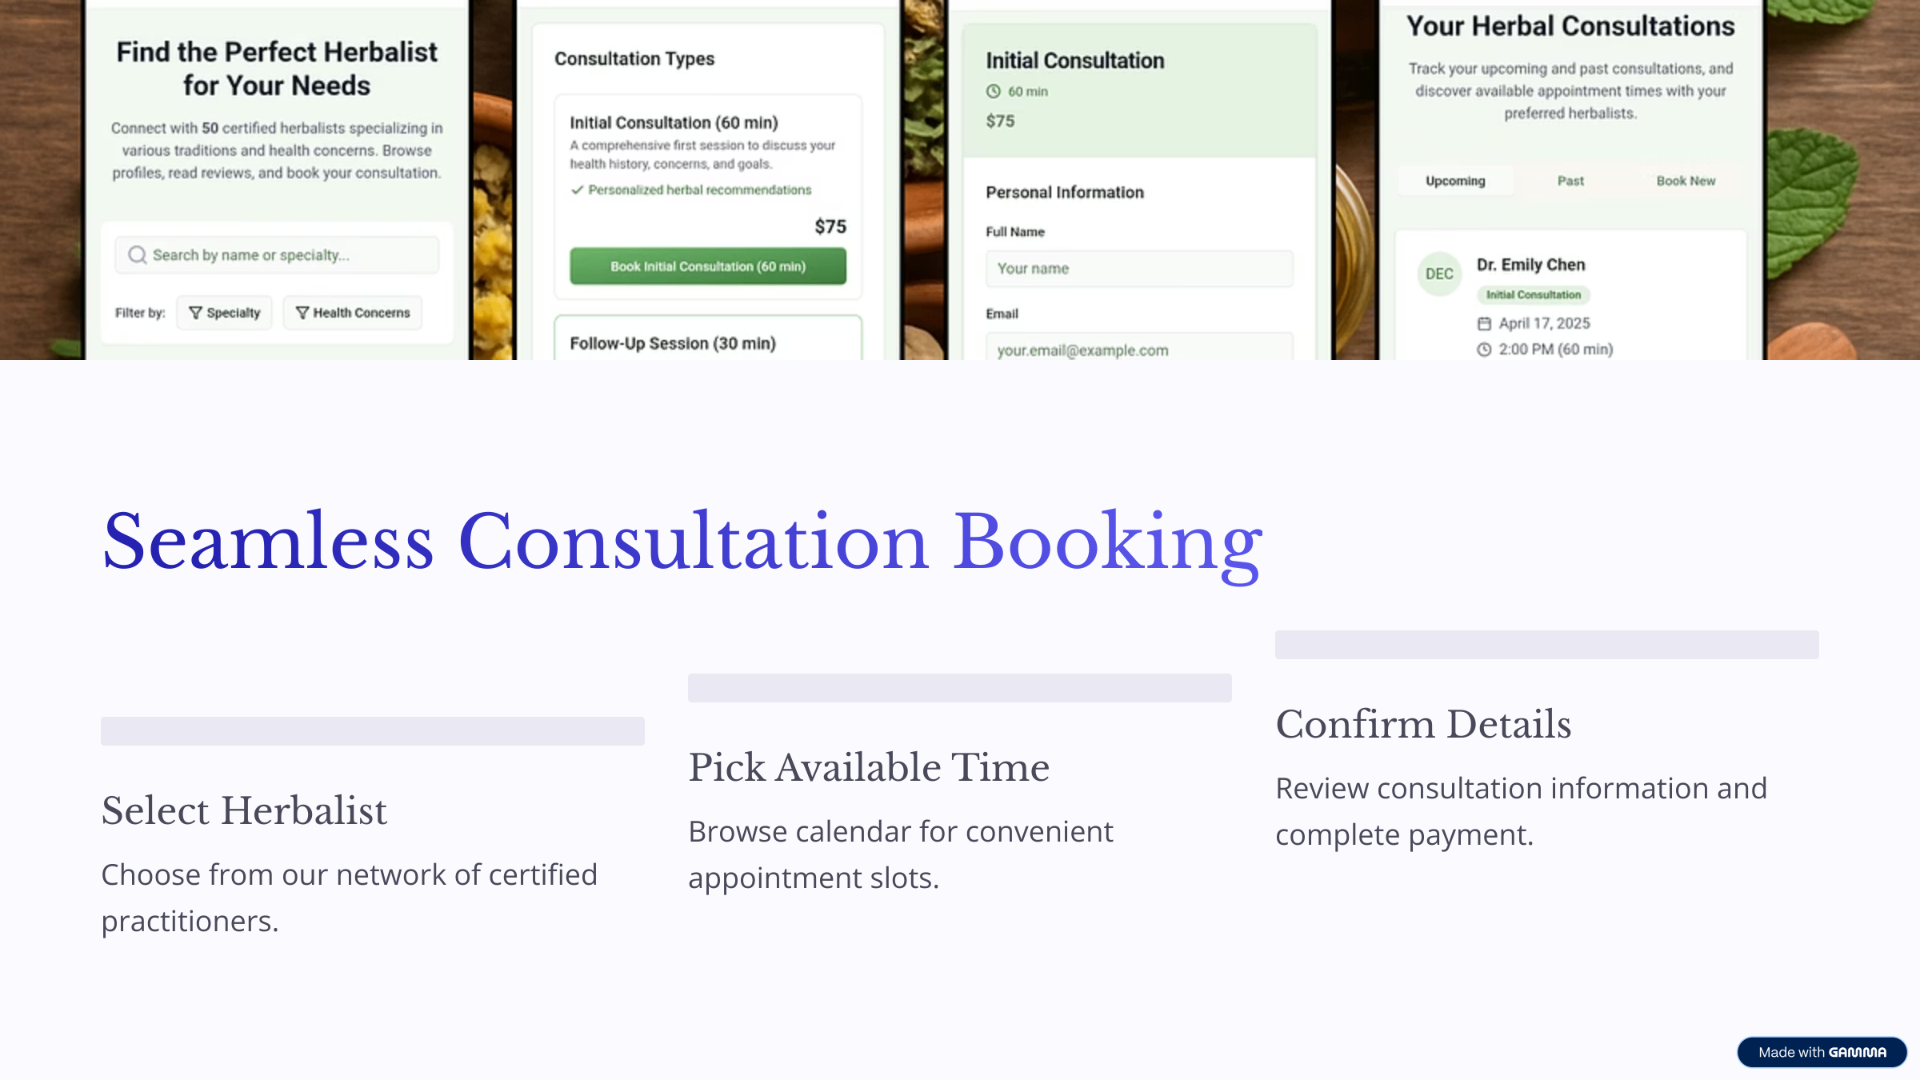 Find the Perfect Herbalist
for Your Needs
Connect with 50 certified herbalists specializing in
various traditions and health concerns. Browse
profiles, read reviews, and book your consultation.
Search by name or specialty...
Filter by:
Specialty
Health Concerns
Consultation Types
Initial Consultation (60 min)
A comprehensive first session to discuss your
health history, concerns, and goals.
Personalized herbal recommendations
$75
Book Initial Consultation (60 min)
Follow-Up Session (30 min)
Initial Consultation
60 min
$75
Personal Information
Full Name
Your name
Email
your.email@example.com
Your Herbal Consultations
Track your upcoming and past consultations, and
discover available appointment times with your
preferred herbalists.
Upcoming
Past
Book New
DEC
Dr. Emily Chen
Initial Consultation
April 17, 2025
2:00 PM (60 min)
Seamless Consultation Booking
Select Herbalist
Choose from our network of certified
practitioners.
Pick Available Time
Browse calendar for convenient
appointment slots.
Confirm Details
Review consultation information and
complete payment.
Made with GAMMA